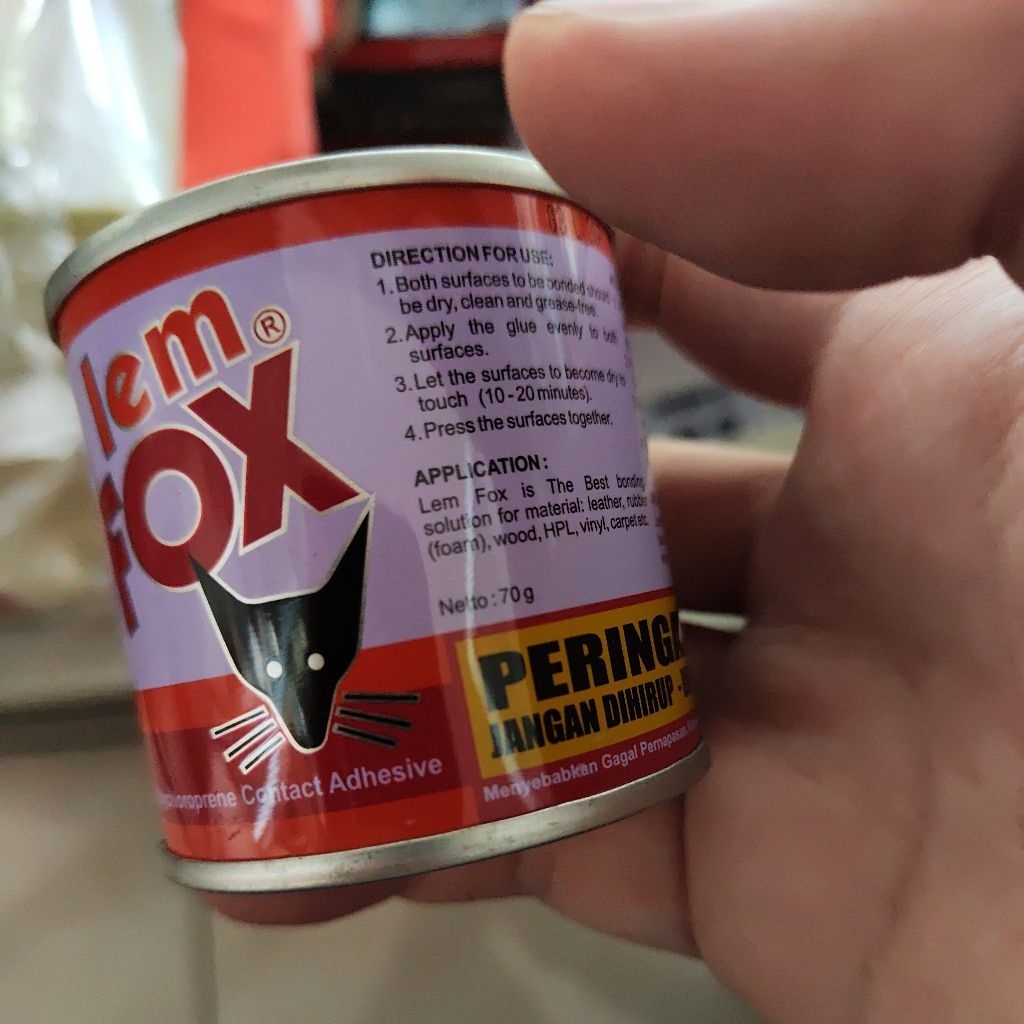 lem
FOX®
DIRECTION FOR USE:
1. Both surfaces to be bonded should
be dry, clean and grease-free.
2. Apply the glue evenly to both
surfaces.
3. Let the surfaces to become dry to
touch (10-20 minutes).
4. Press the surfaces together.
APPLICATION:
Lem Fox is The Best bonding
solution for material: leather, rubber
(foam), wood, HPL, vinyl, carpet etc.
Netto : 70g
PERINGA
JANGAN DIHIRUP -
Contact Adhesive
Menyebabkan Gagal Pernapasan,